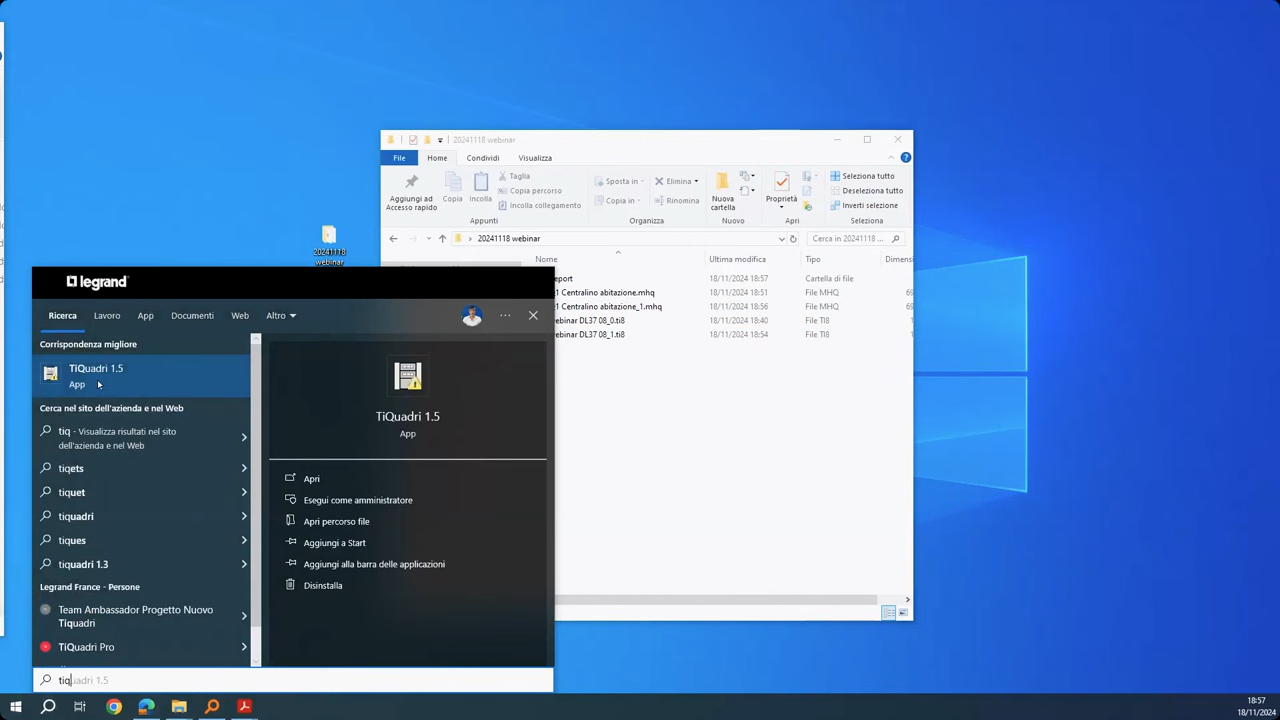 20241118
webinar
20241118 webinar
File
Home
Condividi
Visualizza
Aggiungi ad
Accesso rapido
Copia
Incolla
Taglia
Copia percorso
Incolla collegamento
Appunti
Sposta in
Copia in
Elimina
Rinomina
Organizza
Nuova
cartella
Nuovo
Proprietà
Apri
Seleziona tutto
Deseleziona tutto
Inverti selezione
Seleziona
20241118 webinar
Cerca in 20241118 ...
Nome
Ultima modifica
Tipo
Dimensi
eport 18/11/2024 18:57 Cartella di file
1 Centralino abitazione.mhq 18/11/2024 18:51 File MHQ 69
1 Centralino abitazione_1.mhq 18/11/2024 18:56 File MHQ 69
ebinar DL37 08_0.ti8 18/11/2024 18:40 File TI8
ebinar DL37 08_1.ti8 18/11/2024 18:54 File TI8
legrand
Ricerca
Lavoro
App
Documenti
Web
Altro
Corrispondenza migliore
TiQuadri 1.5
App
Cerca nel sito dell'azienda e nel Web
tiq - Visualizza risultati nel sito
dell'azienda e nel Web
tiqets
tiquet
tiquadri
tiques
tiquadri 1.3
Legrand France - Persone
Team Ambassador Progetto Nuovo
Tiquadri
TiQuadri Pro
TiQuadri 1.5
App
Apri
Esegui come amministratore
Apri percorso file
Aggiungi a Start
Aggiungi alla barra delle applicazioni
Disinstalla
tiquadri 1.5
18:57
18/11/2024